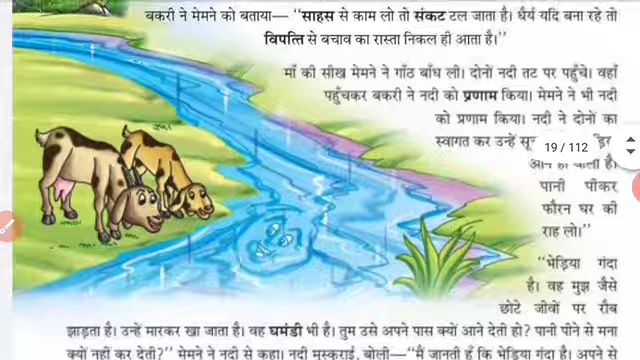 बकरी ने मेमने को बताया— “साहस से काम लो तो संकट टल जाता है। धैर्य यदि बना रहे तो
विपत्ति से बचाव का रास्ता निकल ही आता है।”
माँ की सीख मेमने ने गाँठ बाँध ली। दोनों नदी तट पर पहुँचे। वहाँ
पहुँचकर बकरी ने नदी को प्रणाम किया। मेमने ने भी नदी
को प्रणाम किया। नदी ने दोनों का
स्वागत कर उन्हें
19 / 112
है।
पानी पीकर
फौरन घर की
राह लो।”
“भेड़िया गंदा
है। वह मुझ जैसे
छोटे जीवों पर रौब
झाड़ता है। उन्हें मारकर खा जाता है। वह घमंडी भी है। तुम उसे अपने पास क्यों आने देती हो? पानी पीने से मना
क्यों नहीं कर देती?” मेमने ने नदी से कहा। नदी मुसकुराई, बोली—“मैं जानती हूँ कि भेड़िया गंदा है। अपने से